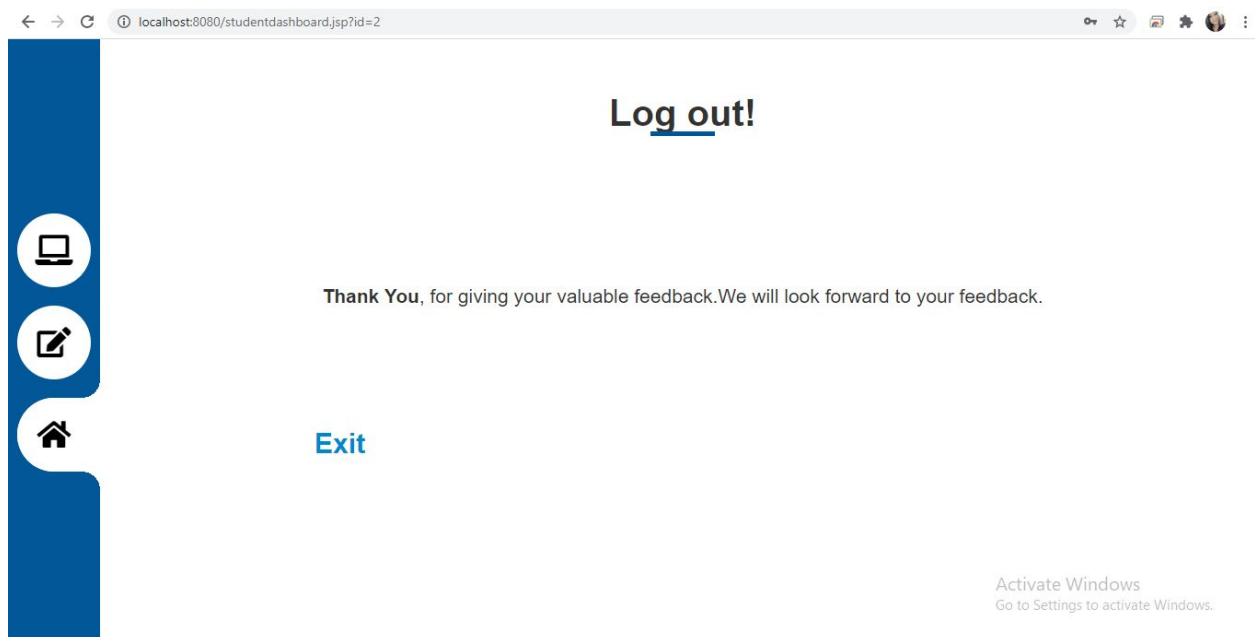 localhost:8080/studentdashboard.jsp?id=2
Log out!
Thank You, for giving your valuable feedback.We will look forward to your feedback.
Exit
Activate Windows
Go to Settings to activate Windows.